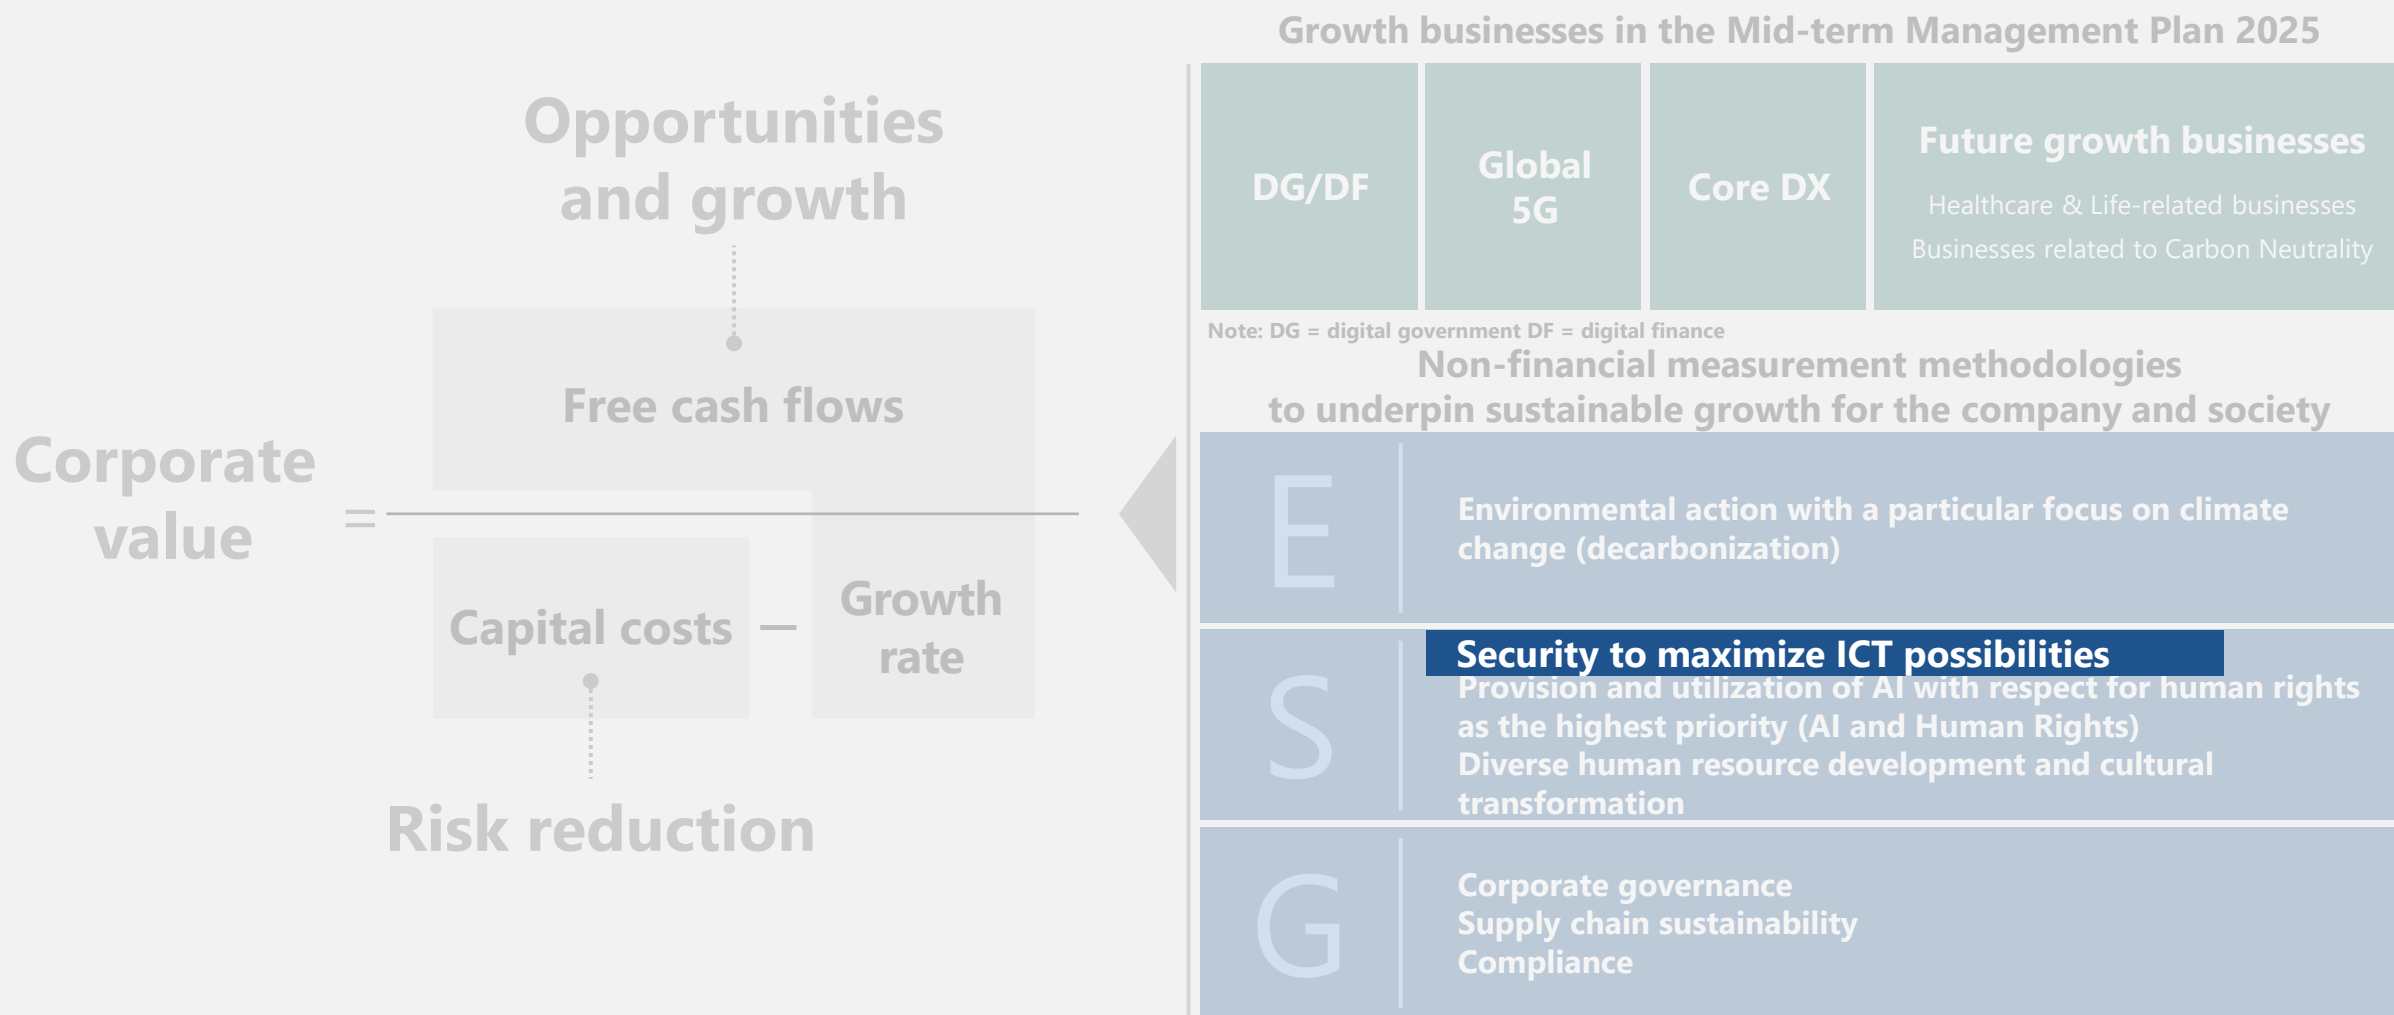 Opportunities
and growth
Free cash flows
Corporate
value
=
Capital costs
—
Growth
rate
Risk reduction
Growth businesses in the Mid-term Management Plan 2025
DG/DF
Global
5G
Core DX
Future growth businesses
Healthcare & Life-related businesses
Businesses related to Carbon Neutrality
Note: DG = digital government DF = digital finance
Non-financial measurement methodologies
to underpin sustainable growth for the company and society
E
Environmental action with a particular focus on climate
change (decarbonization)
S
Security to maximize ICT possibilities
Provision and utilization of AI with respect for human rights
as the highest priority (AI and Human Rights)
Diverse human resource development and cultural
transformation
G
Corporate governance
Supply chain sustainability
Compliance